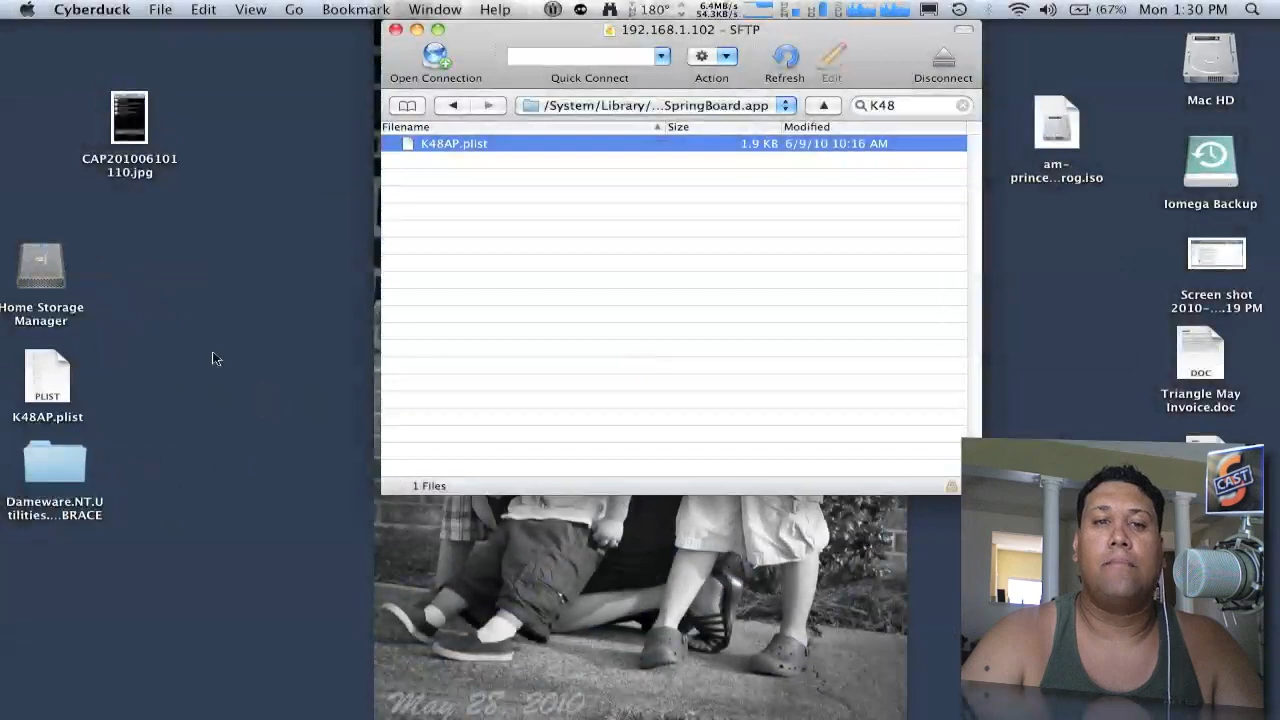 Cyberduck File Edit View Go Bookmark Window Help 180° 6.4MB/s 54.3KB/s (67%) Mon 1:30 PM
192.168.1.102 – SFTP
Open Connection Quick Connect Action Refresh Edit Disconnect
/System/Library/...SpringBoard.app K48
Filename Size Modified
K48AP.plist 1.9 KB 6/9/10 10:16 AM
1 Files
CAP201006101
110.jpg
Home Storage
Manager
PLIST
K48AP.plist
Dameware.NT.U
tilities....BRACE
am-
prince...rog.iso
Mac HD
Iomega Backup
Screen shot
2010-....19 PM
DOC
Triangle May
Invoice.doc
CAST
May 28, 2010